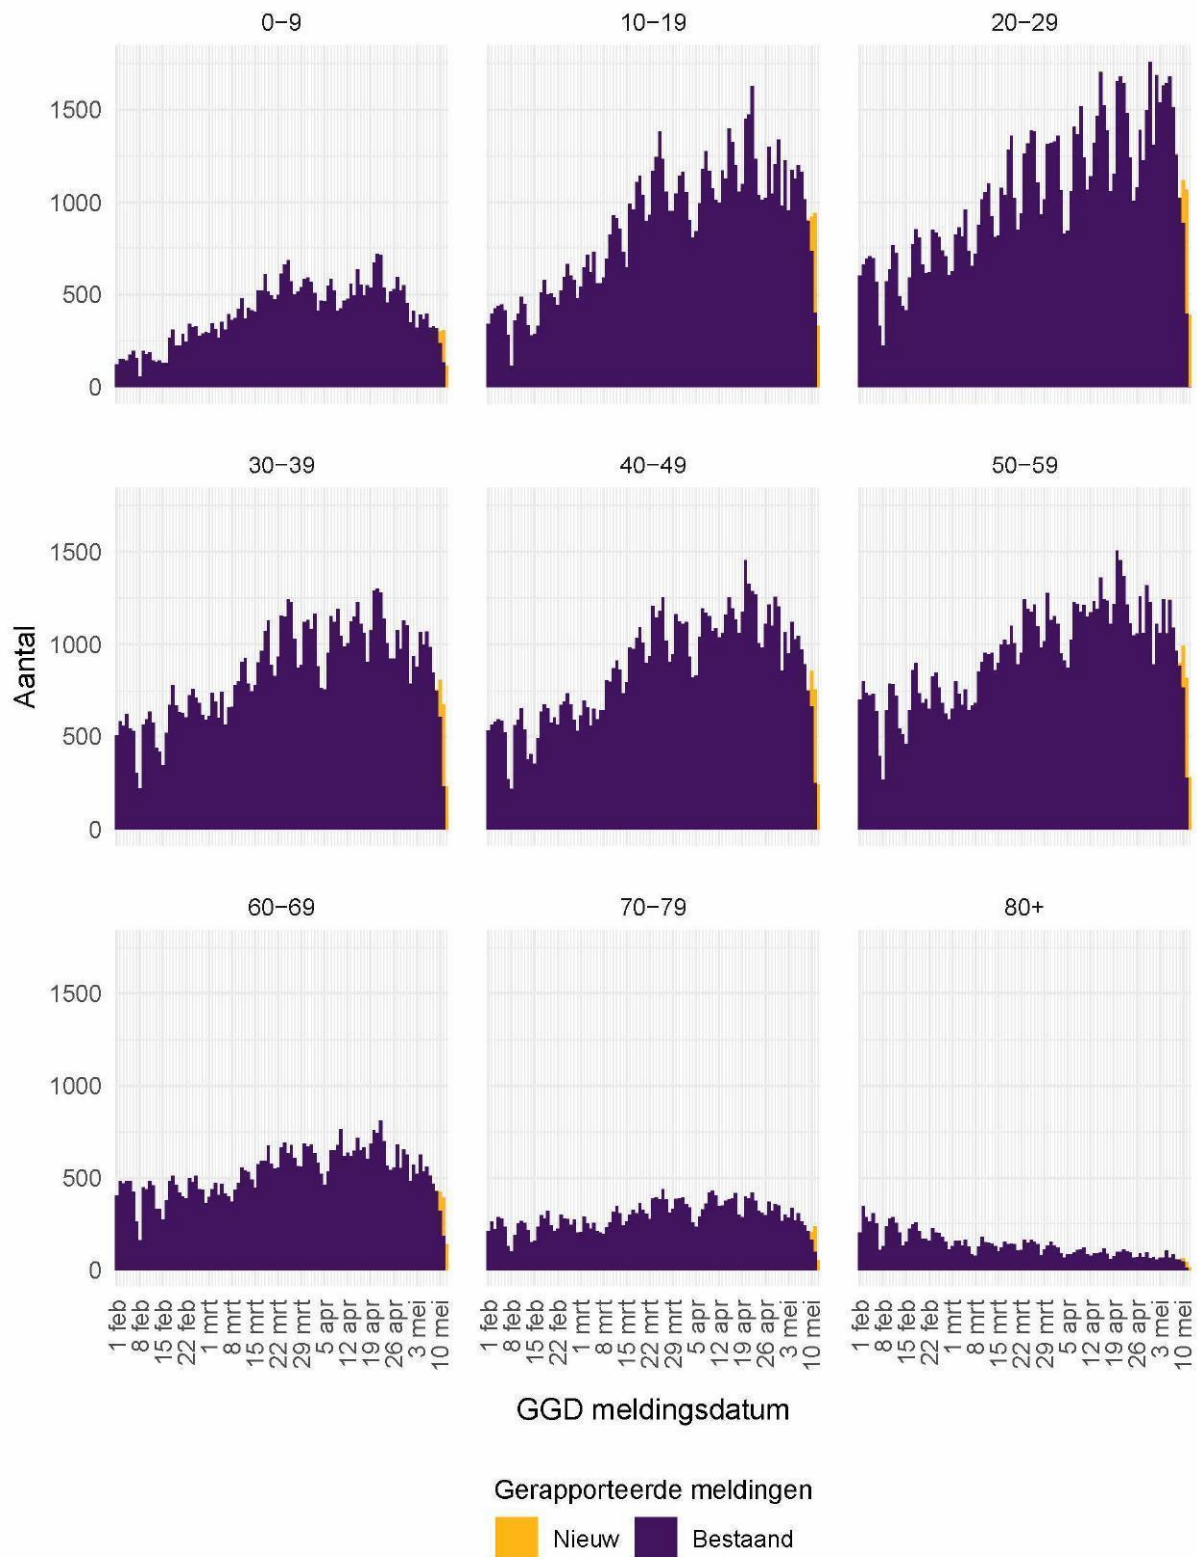 0−9 10−19 20−29
1500
1000
500
0
30−39 40−49 50−59
1500
1000
500
0
Aantal
60−69 70−79 80+
1500
1000
500
0
1 feb 8 feb 15 feb 22 feb 1 mrt 8 mrt 15 mrt 22 mrt 29 mrt 5 apr 12 apr 19 apr 26 apr 3 mei 10 mei 1 feb 8 feb 15 feb 22 feb 1 mrt 8 mrt 15 mrt 22 mrt 29 mrt 5 apr 12 apr 19 apr 26 apr 3 mei 10 mei 1 feb 8 feb 15 feb 22 feb 1 mrt 8 mrt 15 mrt 22 mrt 29 mrt 5 apr 12 apr 19 apr 26 apr 3 mei 10 mei
GGD meldingsdatum
Gerapporteerde meldingen
Nieuw Bestaand